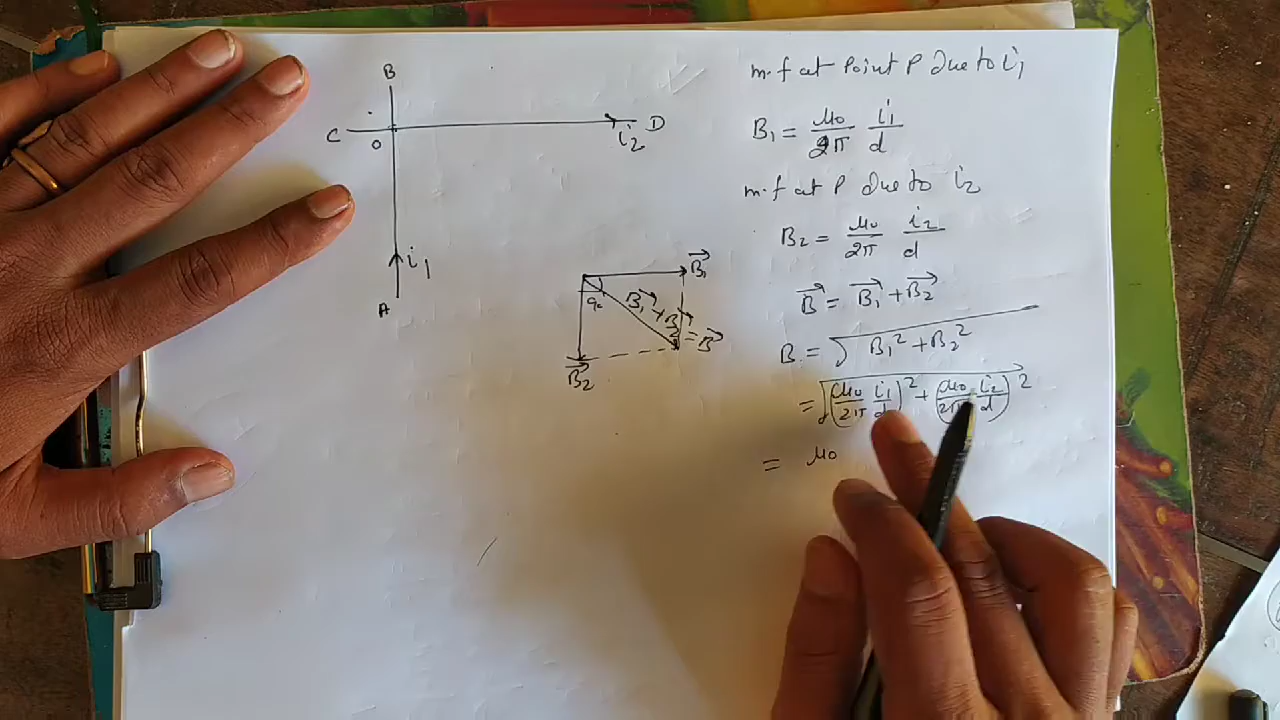 B
C
O
i2
D
i1
A
B1
90
B1 + B2 = B
B2
m.f at Point P due to i1
B1 = μ0/2π i1/d
m.f at P due to i2
B2 = μ0/2π i2/d
B = B1 + B2
B = √B1² + B2²
= √(μ0/2π i1/d)² + (μ0/2π i2/d)²
= μ0